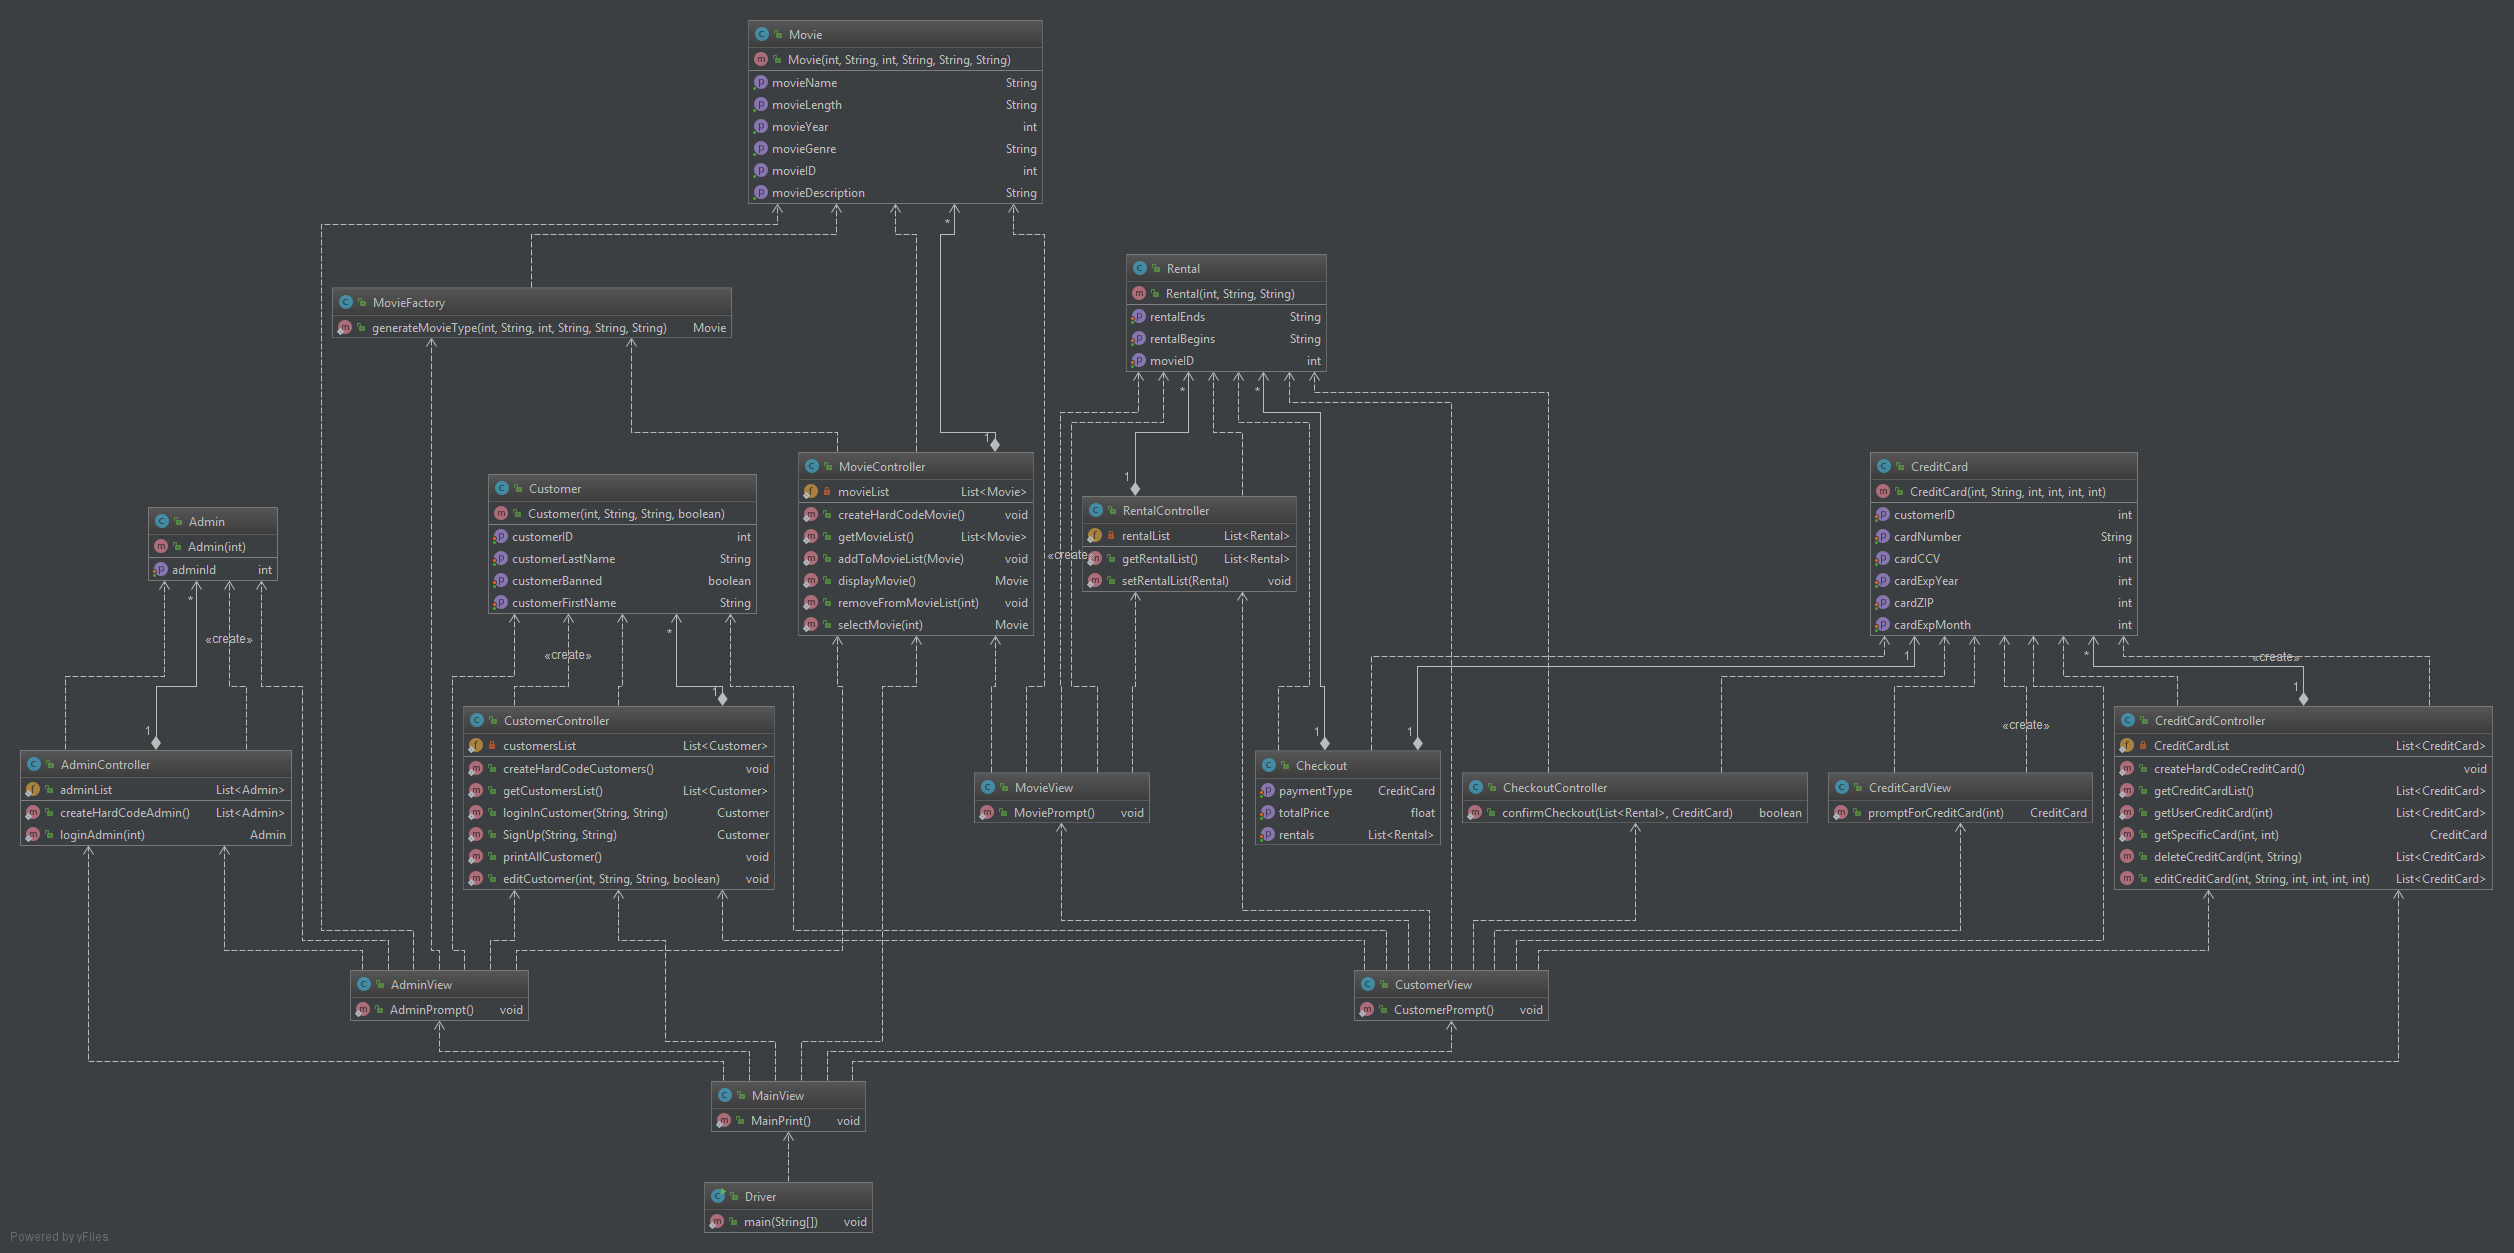 Movie
Movie(int, String, int, String, String, String)
movieName String
movieLength String
movieYear int
movieGenre String
movieID int
movieDescription String
*
Rental
Rental(int, String, String)
rentalEnds String
rentalBegins String
movieID int
* *
MovieFactory
generateMovieType(int, String, int, String, String, String) Movie
1
MovieController
movieList List<Movie>
createHardCodeMovie() void
getMovieList() List<Movie>
addToMovieList(Movie) void
displayMovie() Movie
removeFromMovieList(int) void
selectMovie(int) Movie
CreditCard
CreditCard(int, String, int, int, int, int)
customerID int
cardNumber String
cardCCV int
cardExpYear int
cardZIP int
cardExpMonth int
Customer
Customer(int, String, String, boolean)
customerID int
customerLastName String
customerBanned boolean
customerFirstName String
1
RentalController
rentalList List<Rental>
getRentalList() List<Rental>
setRentalList(Rental) void
«create»
Admin
Admin(int)
adminId int
*
«create»
*
«create»
1
*
«create»
1
1
CustomerController
customersList List<Customer>
createHardCodeCustomers() void
getCustomersList() List<Customer>
loginInCustomer(String, String) Customer
SignUp(String, String) Customer
printAllCustomer() void
editCustomer(int, String, String, boolean) void
«create»
CreditCardController
CreditCardList List<CreditCard>
createHardCodeCreditCard() void
getCreditCardList() List<CreditCard>
getUserCreditCard(int) List<CreditCard>
getSpecificCard(int, int) CreditCard
deleteCreditCard(int, String) List<CreditCard>
editCreditCard(int, String, int, int, int, int) List<CreditCard>
1
AdminController
adminList List<Admin>
createHardCodeAdmin() List<Admin>
loginAdmin(int) Admin
1 1
Checkout
paymentType CreditCard
totalPrice float
rentals List<Rental>
MovieView
MoviePrompt() void
CheckoutController
confirmCheckout(List<Rental>, CreditCard) boolean
CreditCardView
promptForCreditCard(int) CreditCard
AdminView
AdminPrompt() void
CustomerView
CustomerPrompt() void
MainView
MainPrint() void
Driver
main(String[]) void
Powered by yFiles